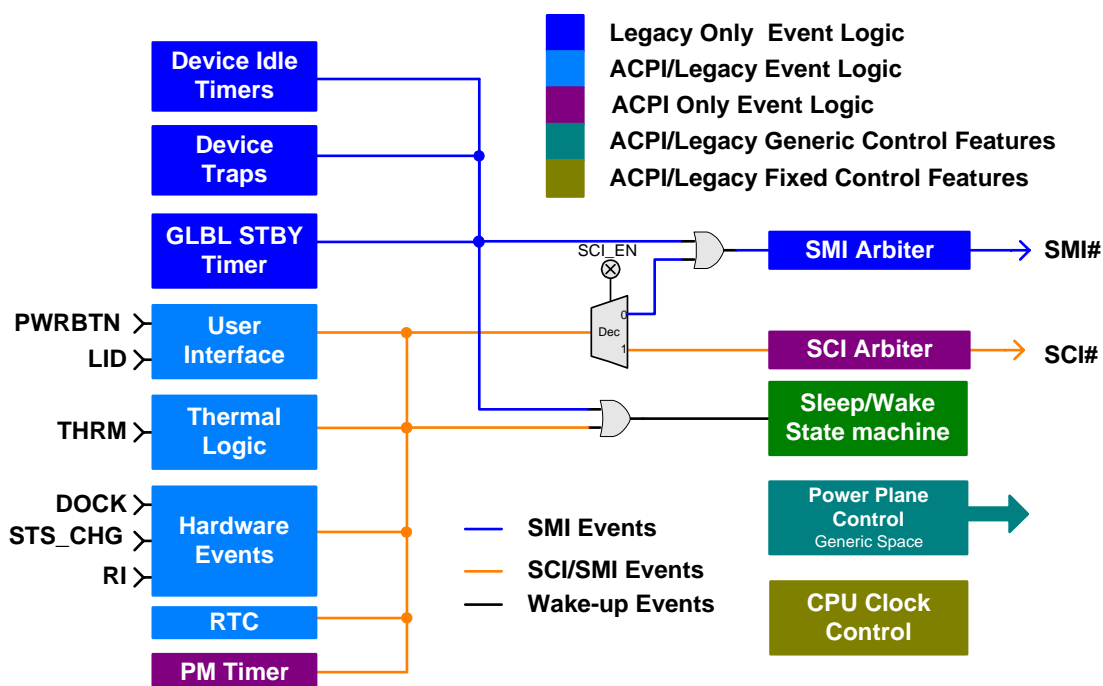 Device Idle
Timers
Device
Traps
GLBL STBY
Timer
PWRBTN
LID
User
Interface
THRM
Thermal
Logic
DOCK
STS_CHG
RI
Hardware
Events
RTC
PM Timer
Legacy Only Event Logic
ACPI/Legacy Event Logic
ACPI Only Event Logic
ACPI/Legacy Generic Control Features
ACPI/Legacy Fixed Control Features
SCI_EN
Dec
0
1
SMI Arbiter
SMI#
SCI Arbiter
SCI#
Sleep/Wake
State machine
Power Plane
Control
Generic Space
CPU Clock
Control
SMI Events
SCI/SMI Events
Wake-up Events